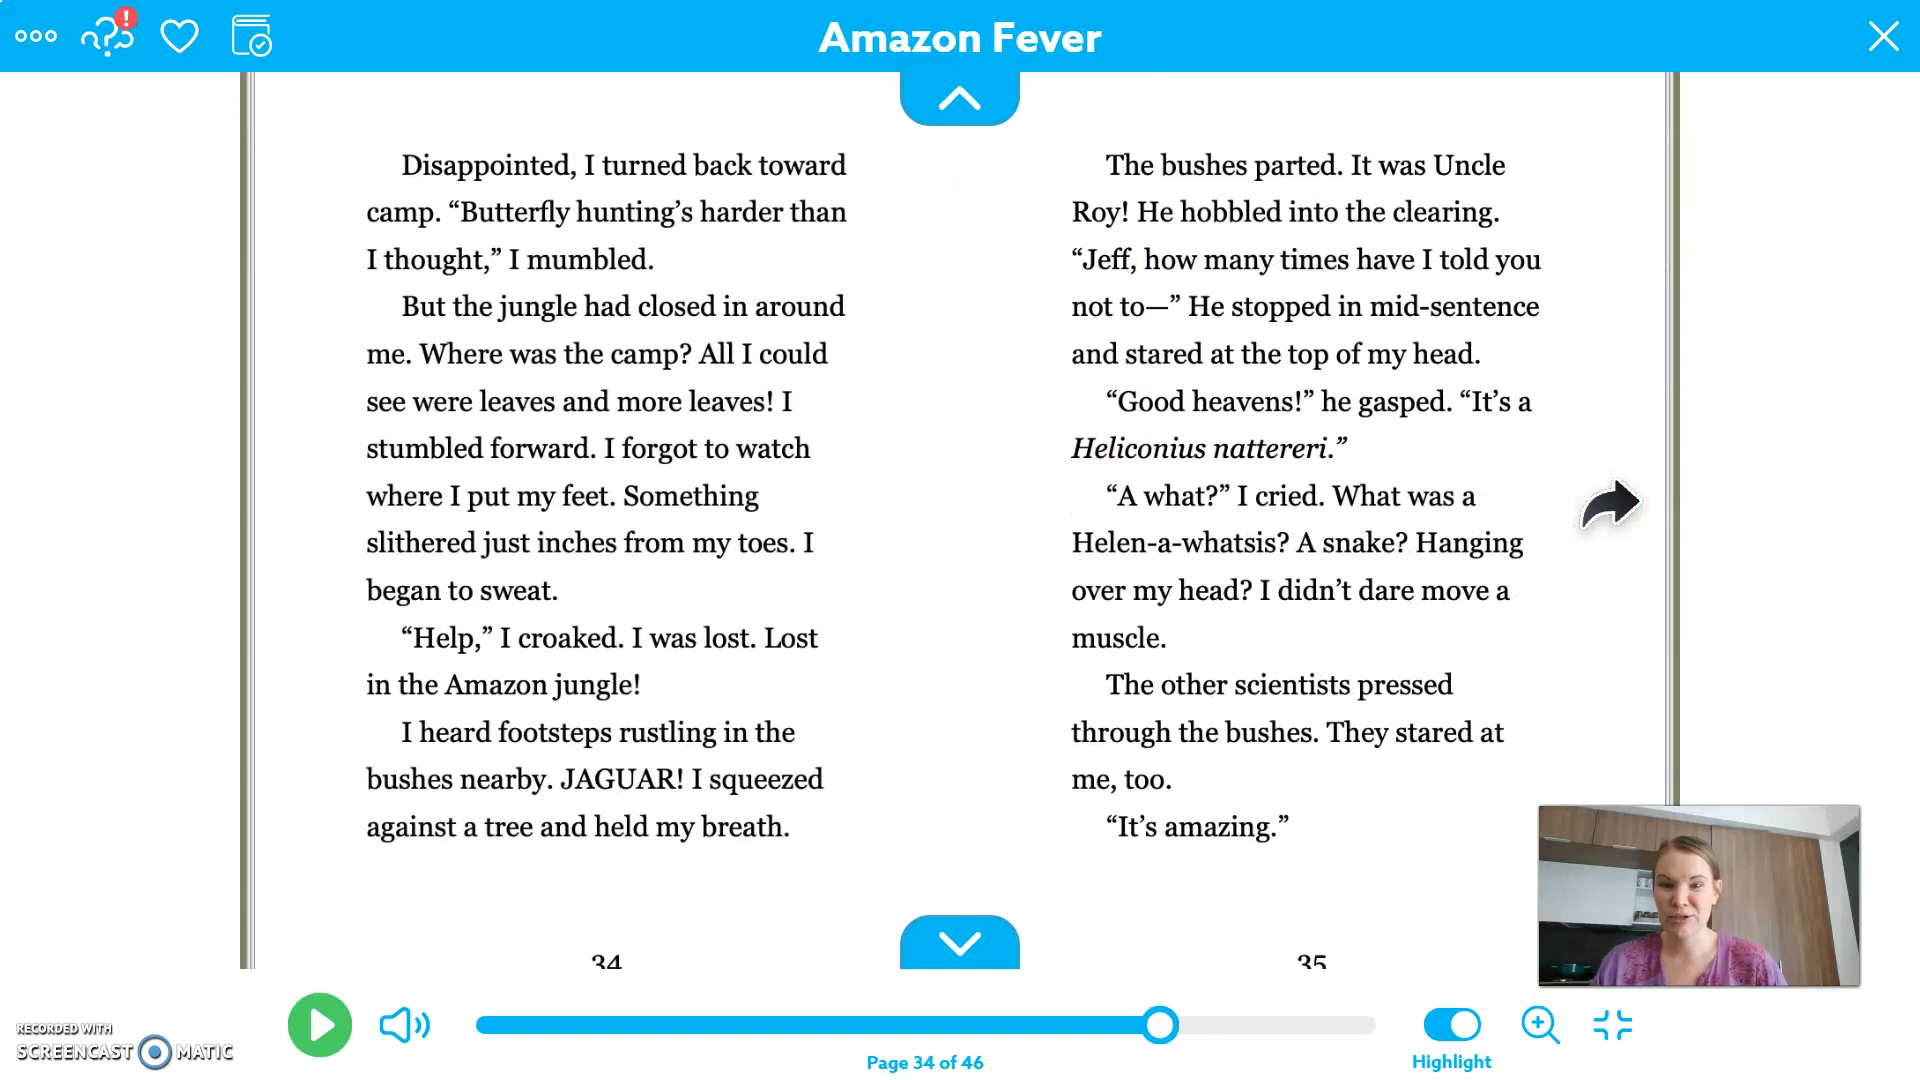 Amazon Fever
Disappointed, I turned back toward
camp. “Butterfly hunting’s harder than
I thought,” I mumbled.
But the jungle had closed in around
me. Where was the camp? All I could
see were leaves and more leaves! I
stumbled forward. I forgot to watch
where I put my feet. Something
slithered just inches from my toes. I
began to sweat.
“Help,” I croaked. I was lost. Lost
in the Amazon jungle!
I heard footsteps rustling in the
bushes nearby. JAGUAR! I squeezed
against a tree and held my breath.
34
The bushes parted. It was Uncle
Roy! He hobbled into the clearing.
“Jeff, how many times have I told you
not to—” He stopped in mid-sentence
and stared at the top of my head.
“Good heavens!” he gasped. “It’s a
Heliconius nattereri.”
“A what?” I cried. What was a
Helen-a-whatsis? A snake? Hanging
over my head? I didn’t dare move a
muscle.
The other scientists pressed
through the bushes. They stared at
me, too.
“It’s amazing.”
35
Page 34 of 46
Highlight
RECORDED WITH
SCREENCAST MATIC